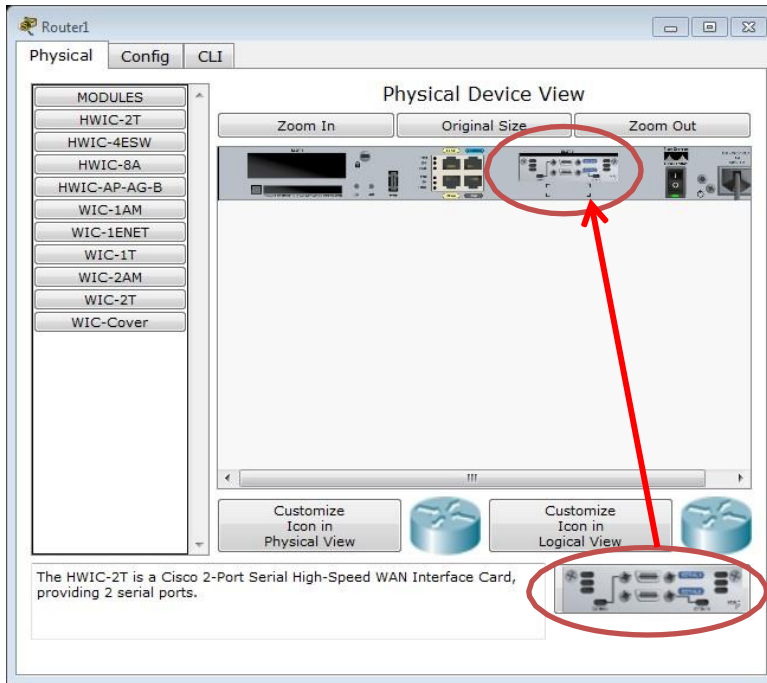 Router1
Physical Config CLI
MODULES
HWIC-2T
HWIC-4ESW
HWIC-8A
HWIC-AP-AG-B
WIC-1AM
WIC-1ENET
WIC-1T
WIC-2AM
WIC-2T
WIC-Cover
Physical Device View
Zoom In Original Size Zoom Out
Customize
Icon in
Physical View
Customize
Icon in
Logical View
The HWIC-2T is a Cisco 2-Port Serial High-Speed WAN Interface Card,
providing 2 serial ports.